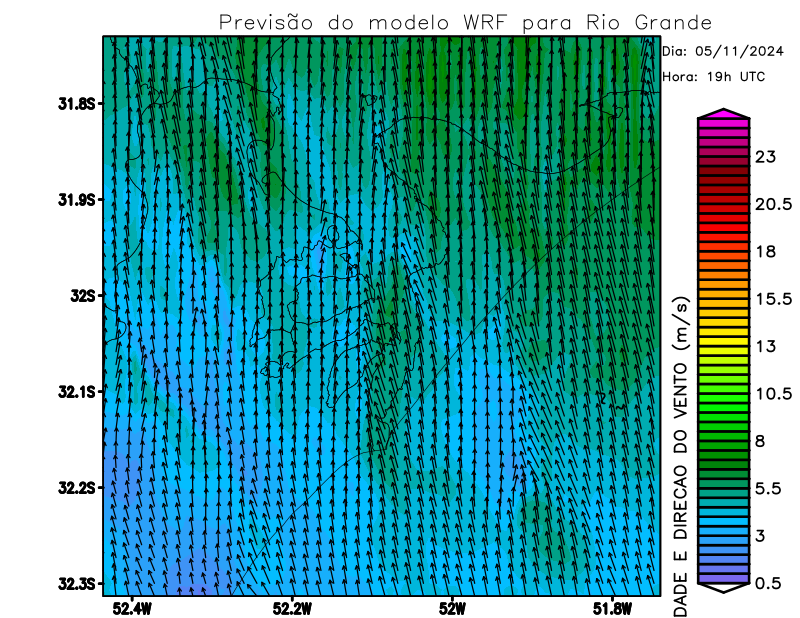 Previsão do modelo WRF para Rio Grande
Dia: 05/11/2024
Hora: 19h UTC
31.8S
31.9S
32S
32.1S
32.2S
32.3S
52.4W
52.2W
52W
51.8W
23
20.5
18
15.5
13
10.5
8
5.5
3
0.5
DADE E DIRECAO DO VENTO (m/s)